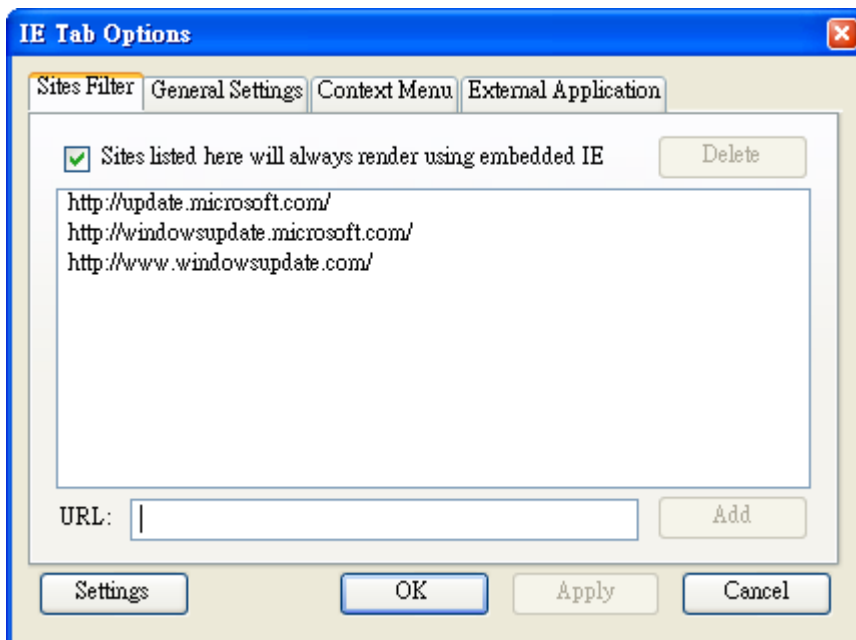 IE Tab Options
Sites Filter
General Settings
Context Menu
External Application
Sites listed here will always render using embedded IE
Delete
http://update.microsoft.com/
http://windowsupdate.microsoft.com/
http://www.windowsupdate.com/
URL:
Add
Settings
OK
Apply
Cancel